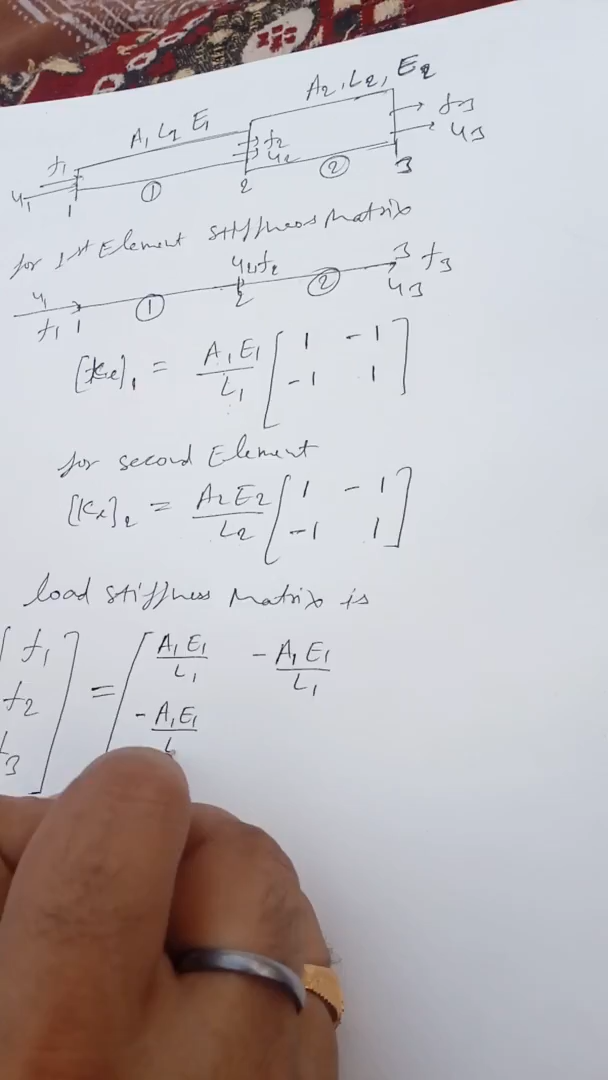 A₂, L₂, E₂
A₁ L₂ E₁
f₁
u₁
f₂
u₂
f₃
u₃
1 ① 2 ② 3
for 1st Element Stiffness Matrix
u₁ u₂ f₂ 3 f₃
f₁ 1 ① 2 ② u₃
[Ke]₁ = A₁E₁/L₁ [1 -1
-1 1]
for second Element
[Ke]₂ = A₂E₂/L₂ [1 -1
-1 1]
load stiffness Matrix is
[f₁ f₂ f₃] = [A₁E₁/L₁ -A₁E₁/L₁
-A₁E₁/L